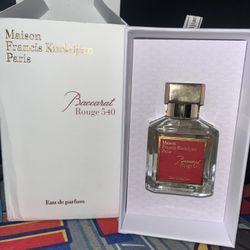 Maison
Francis Kurkdjian
Paris
Baccarat
Rouge 540
Eau de parfum
Maison
Francis Kurkdjian
Paris
Baccarat
Rouge 540